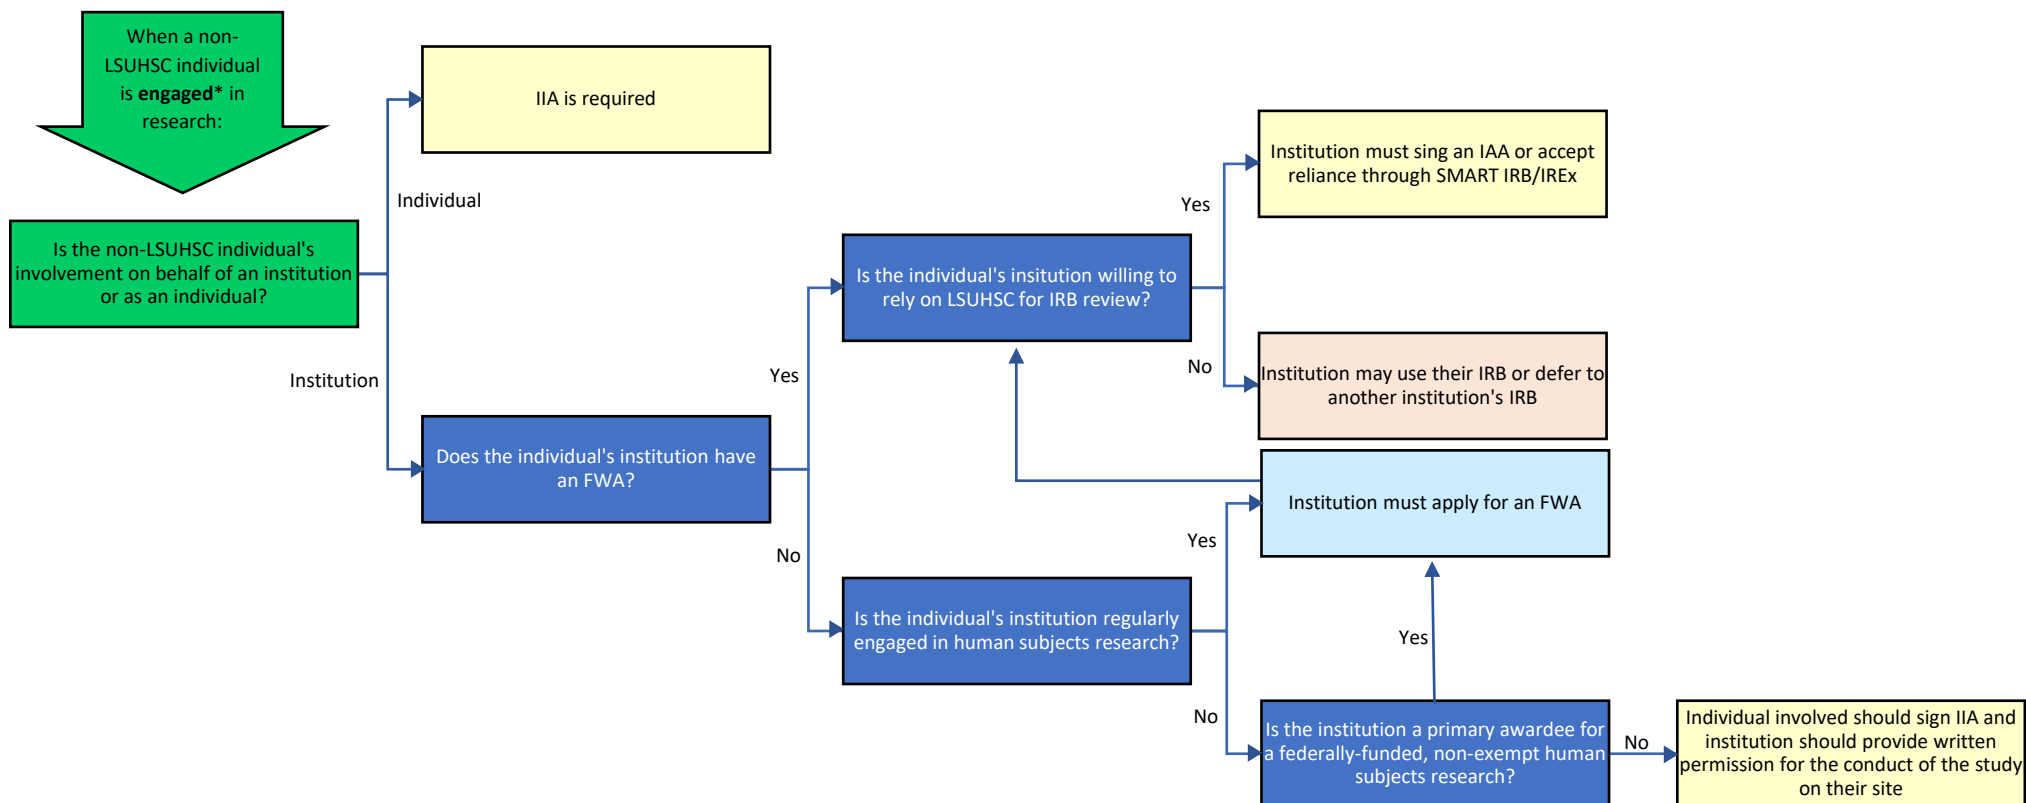 When a non-
LSUHSC individual
is engaged* in
research:
Is the non-LSUHSC individual's
involvement on behalf of an institution
or as an individual?
Individual
Institution
IIA is required
Does the individual's institution have
an FWA?
Yes
No
Is the individual's insitution willing to
rely on LSUHSC for IRB review?
Yes
No
Institution must sing an IAA or accept
reliance through SMART IRB/IREx
Institution may use their IRB or defer to
another institution's IRB
Is the individual's institution regularly
engaged in human subjects research?
Yes
No
Institution must apply for an FWA
Yes
Is the institution a primary awardee for
a federally-funded, non-exempt human
subjects research?
No
Individual involved should sign IIA and
institution should provide written
permission for the conduct of the study
on their site